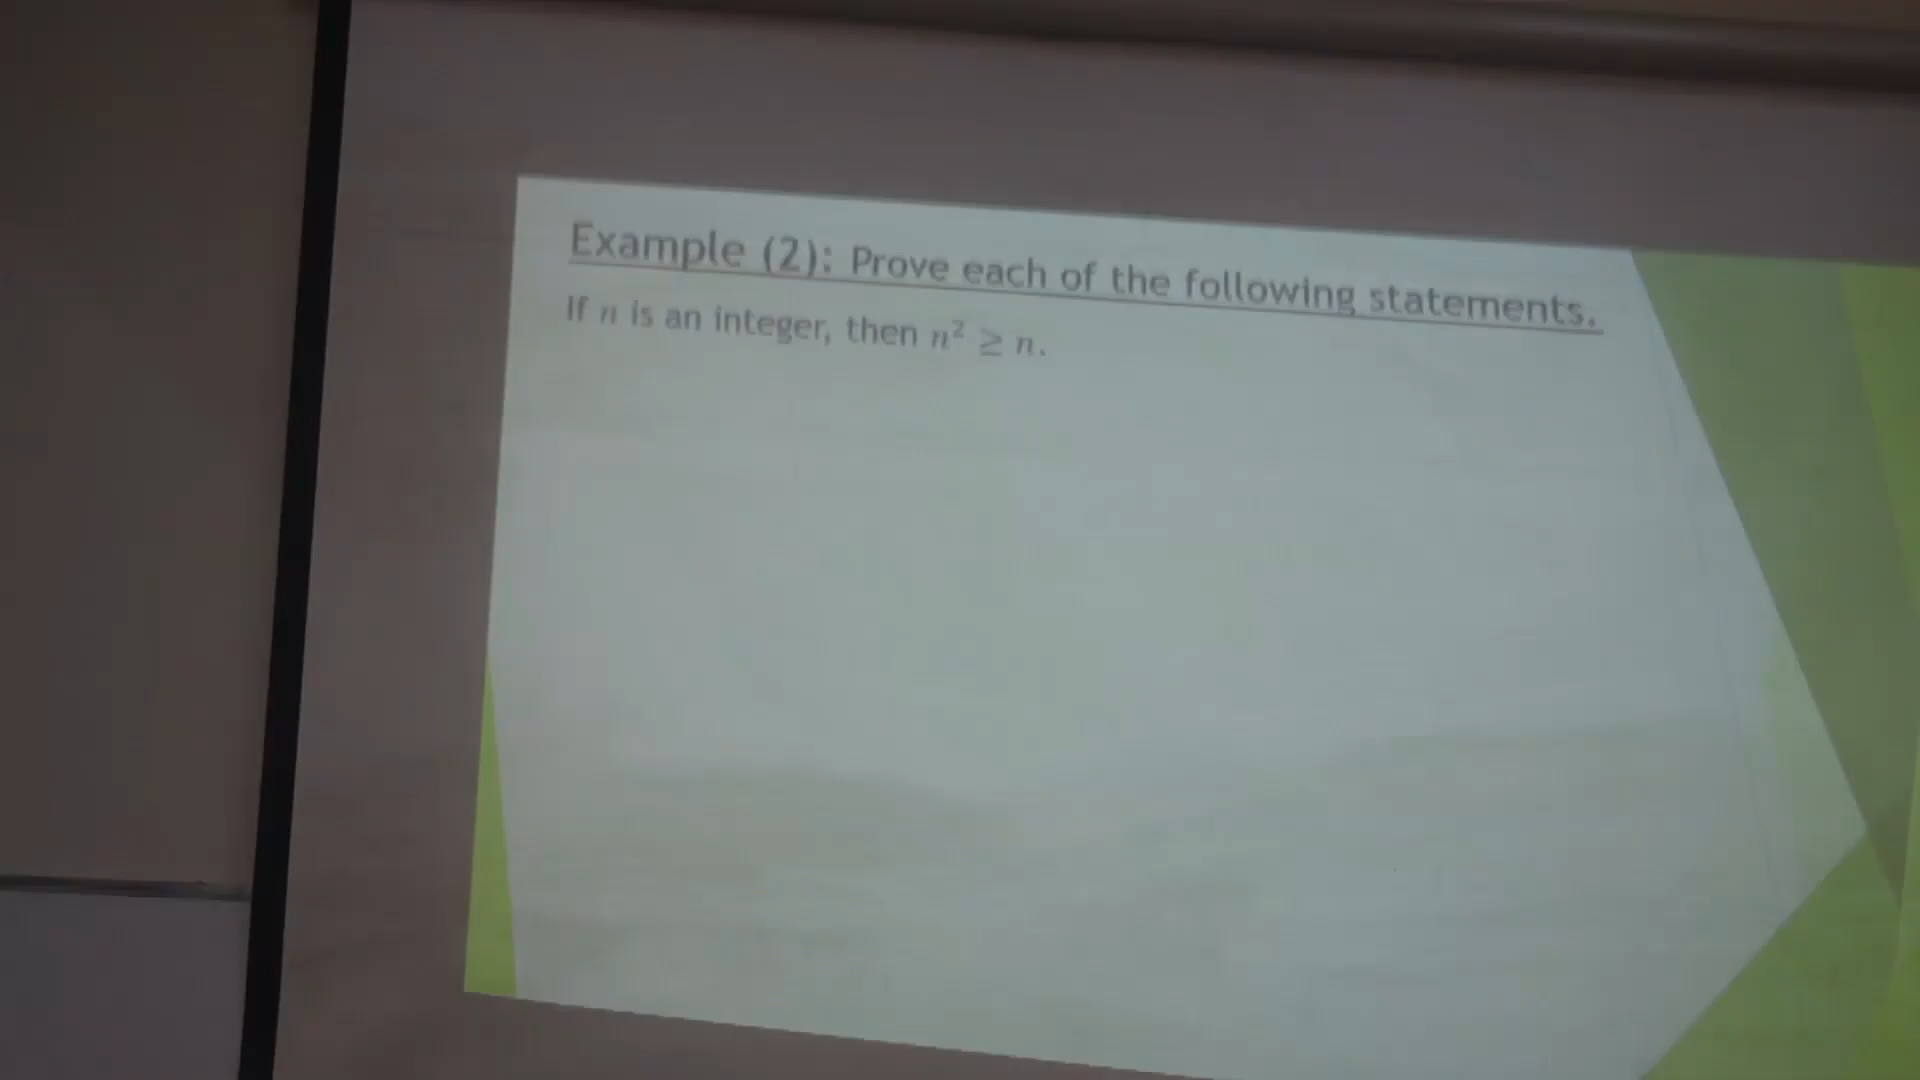 Example (2): Prove each of the following statements.
If n is an integer, then n² ≥ n.